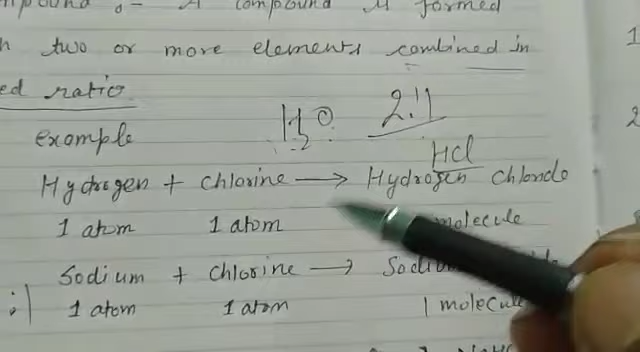 compound :- A compound is formed
two or more elements combined in
ed ratio
example H2O 2:1
HCl
Hydrogen + chlorine → Hydrogen chloride
1 atom 1 atom molecule
Sodium + chlorine →
1 atom 1 atom 1 molecule